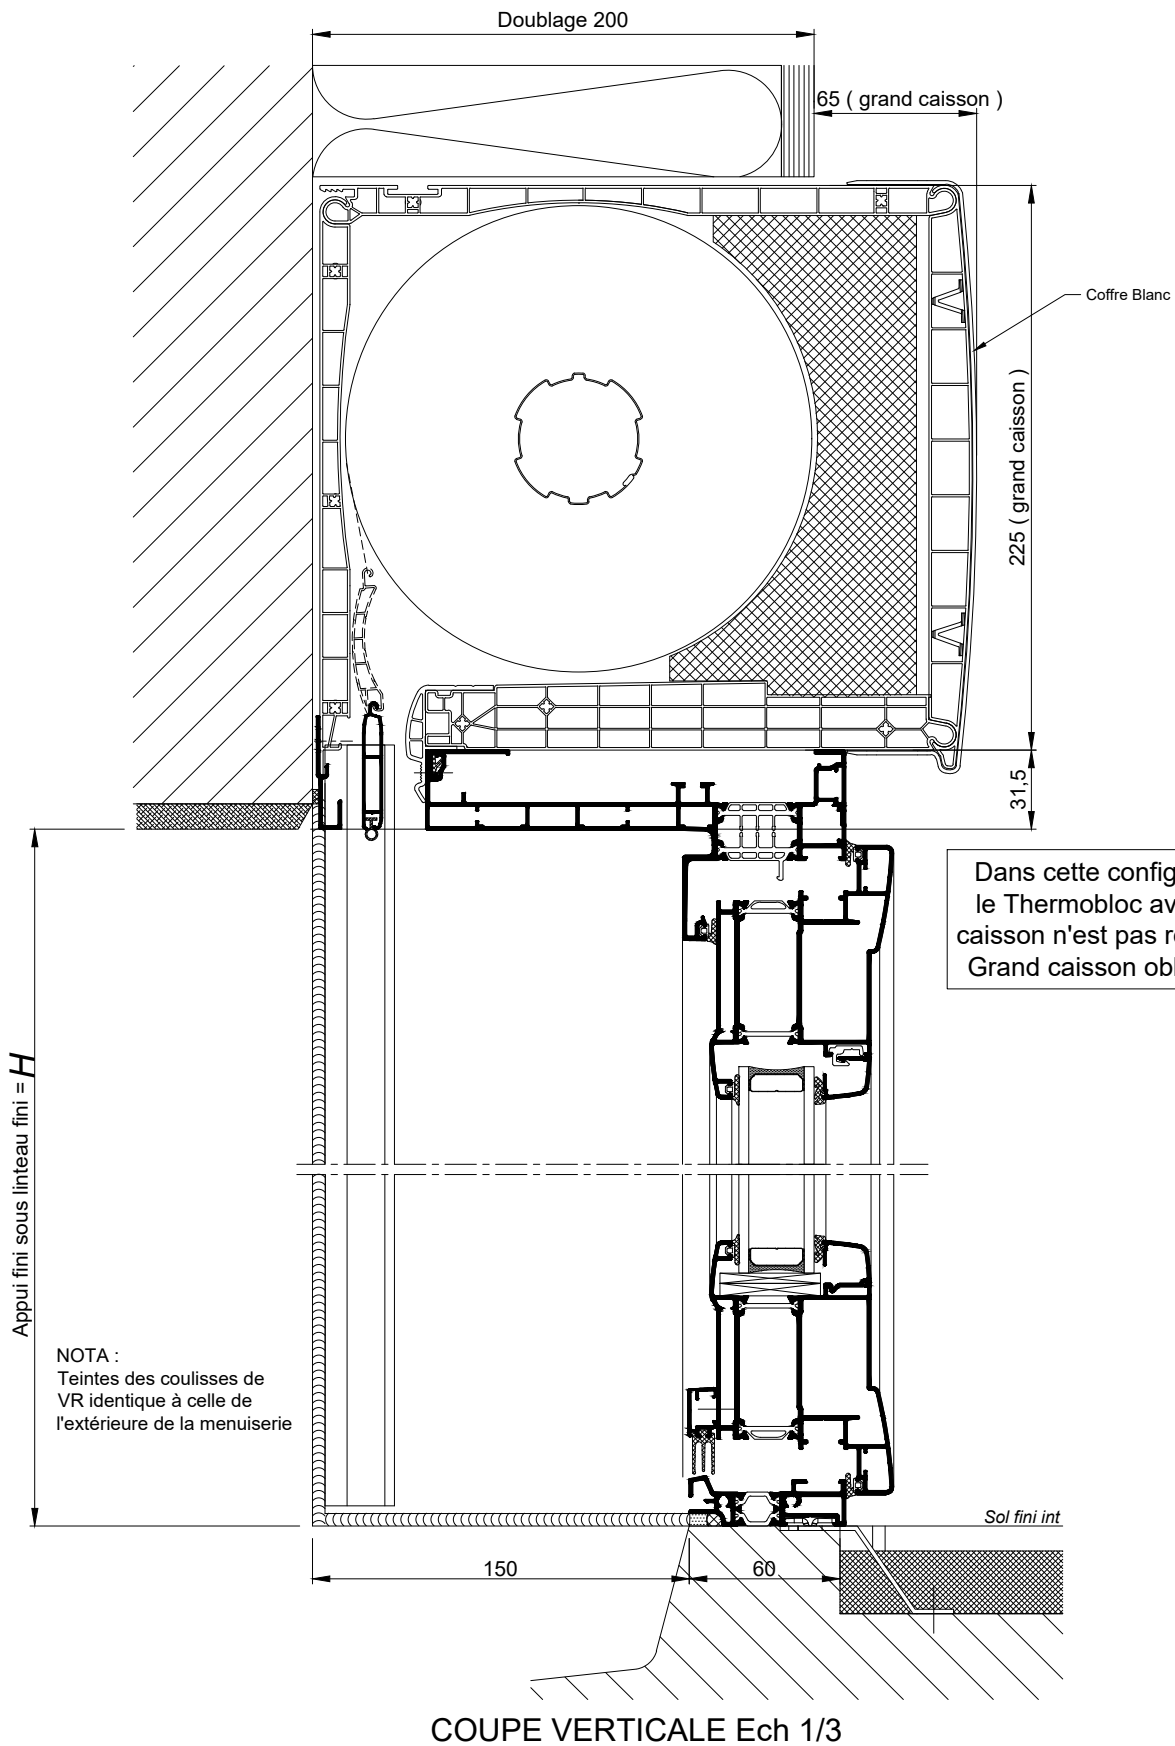 Doublage 200
65 ( grand caisson )
Coffre Blanc
225 ( grand caisson )
31,5
Dans cette config
le Thermobloc av
caisson n'est pas r
Grand caisson obl
Appui fini sous linteau fini = H
NOTA :
Teintes des coulisses de
VR identique à celle de
l'extérieure de la menuiserie
Sol fini int
150
60
COUPE VERTICALE Ech 1/3